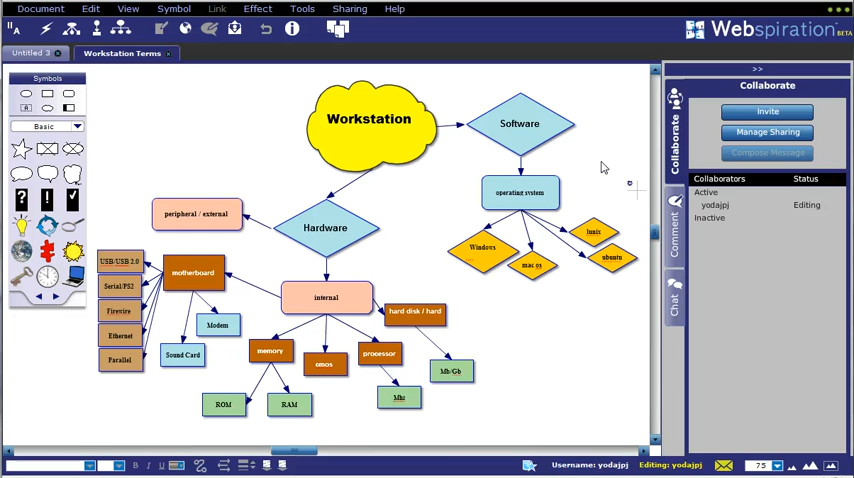 Document Edit View Symbol Link Effect Tools Sharing Help
A
Webspiration BETA
Untitled 3 Workstation Terms
>>
Symbols
A
Basic
Workstation
Software
operating system
Windows
mac os
lunix
ubuntu
peripheral / external
Hardware
internal
USB/USB 2.0
Serial/PS2
Firewire
Ethernet
Parallel
motherboard
Modem
Sound Card
memory
cmos
processor
hard disk / hard
ROM
RAM
Mhz
Mb/Gb
a
Collaborate
Comment
Chat
Collaborate
Invite
Manage Sharing
Compose Message
Collaborators Status
Active
yodajpj Editing
Inactive
B I U
Username: yodajpj Editing: yodajpj 75